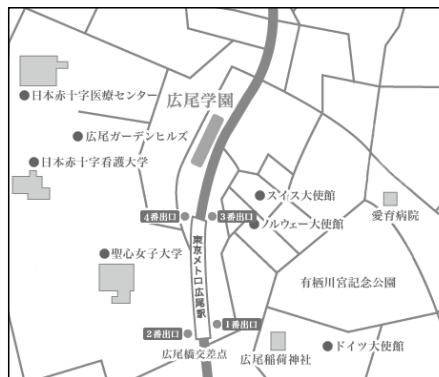 日本赤十字医療センター
広尾学園
広尾ガーデンヒルズ
日本赤十字看護大学
スイス大使館
4番出口
3番出口
ノルウェー大使館
愛育病院
聖心女子大学
東京メトロ広尾駅
有栖川宮記念公園
1番出口
2番出口
広尾橋交差点
広尾稲荷神社
ドイツ大使館